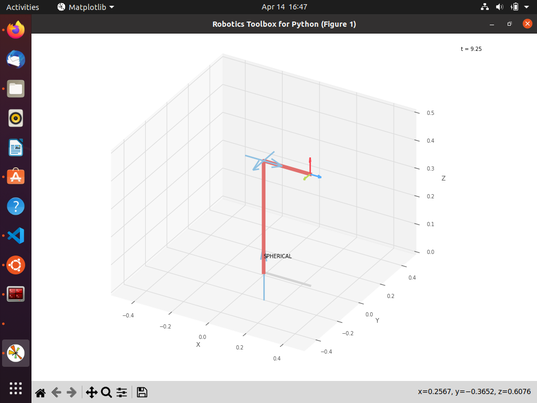 Activities
Matplotlib
Apr 14 16:47
Robotics Toolbox for Python (Figure 1)
t = 9.25
0.5
0.4
0.3
Z
0.2
0.1
0.0
SPHERICAL
0.4
0.2
0.0
Y
−0.2
−0.4
−0.4
−0.2
0.0
X
0.2
0.4
x=0.2567, y=−0.3652, z=0.6076